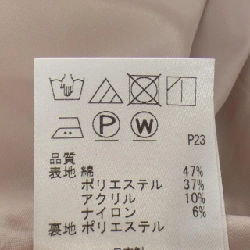 P W
P23
品質
表地 綿 47%
ポリエステル 37%
アクリル 10%
ナイロン 6%
裏地 ポリエステル